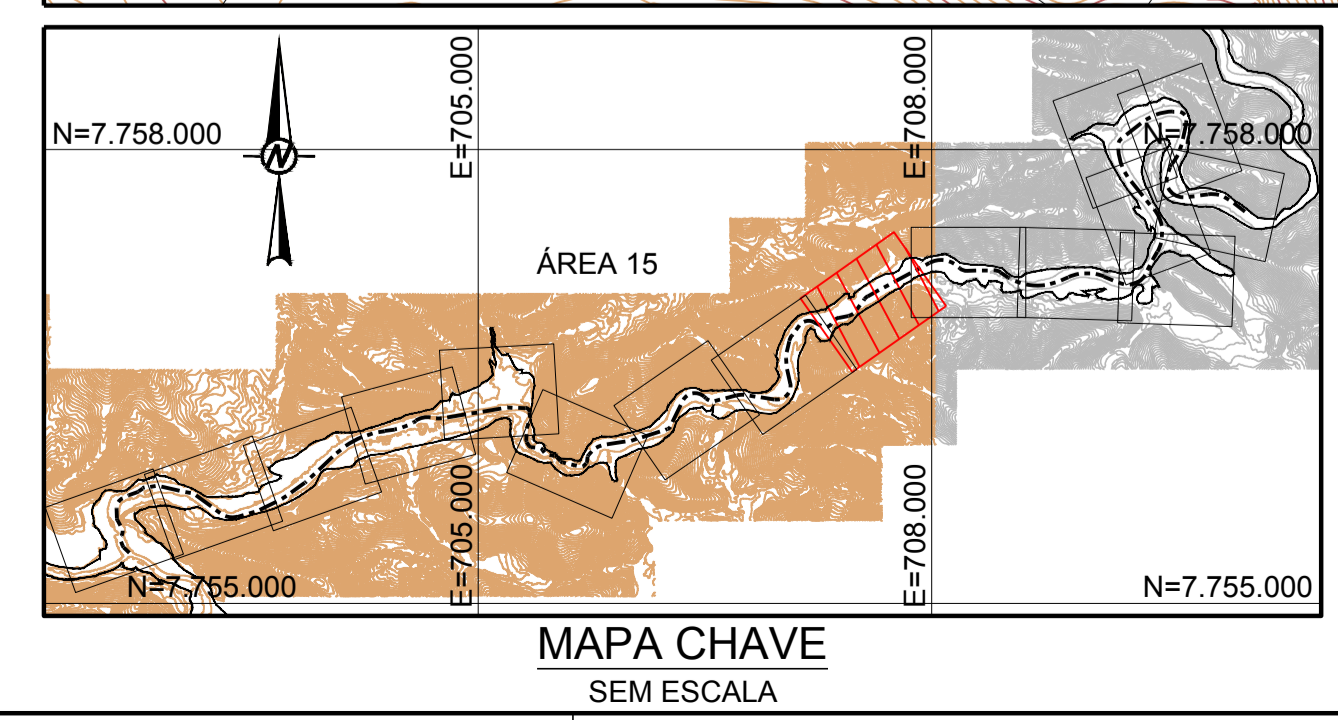 E=705.000
E=708.000
N=7.758.000
N=7.758.000
N
ÁREA 15
E=705.000
E=708.000
N=7.755.000
N=7.755.000
MAPA CHAVE
SEM ESCALA